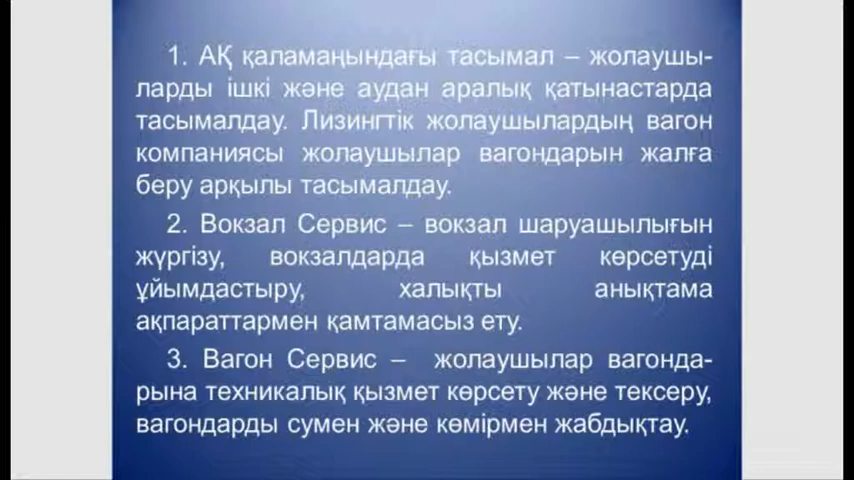 1. АҚ қаламаңындағы тасымал – жолаушы-
ларды ішкі және аудан аралық қатынастарда
тасымалдау. Лизингтік жолаушылардың вагон
компаниясы жолаушылар вагондарын жалға
беру арқылы тасымалдау.
2. Вокзал Сервис – вокзал шаруашылығын
жүргізу, вокзалдарда қызмет көрсетуді
ұйымдастыру, халықты анықтама
ақпараттармен қамтамасыз ету.
3. Вагон Сервис – жолаушылар вагонда-
рына техникалық қызмет көрсету және тексеру,
вагондарды сумен және көмірмен жабдықтау.